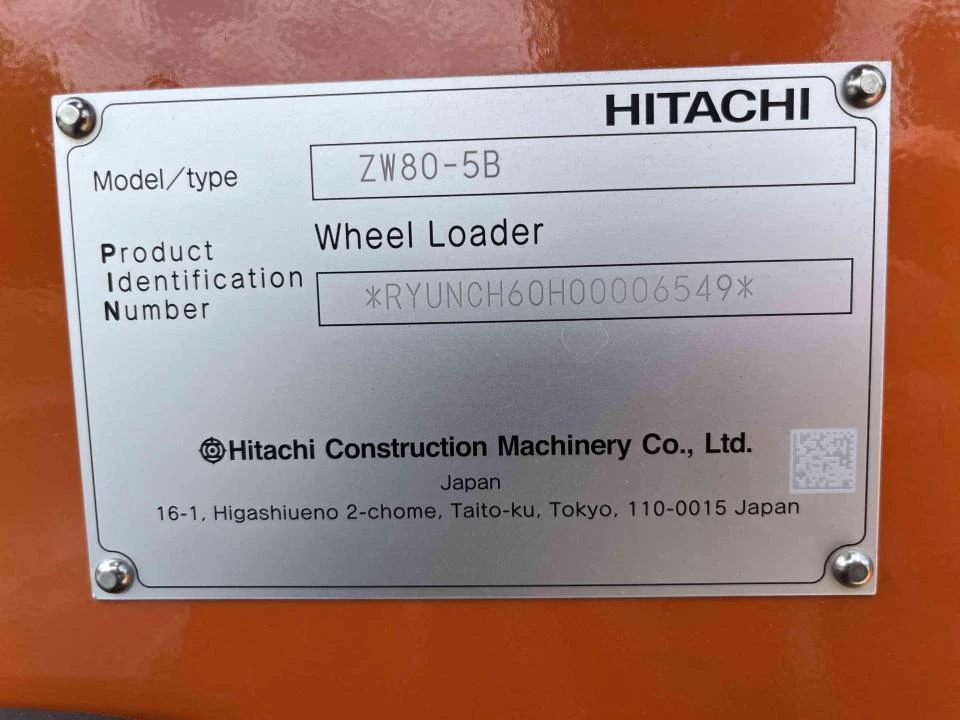 HITACHI
Model/type ZW80-5B
Wheel Loader
Product
Identification
Number
*RYUNCH60H00006549*
Hitachi Construction Machinery Co., Ltd.
Japan
16-1, Higashiueno 2-chome, Taito-ku, Tokyo, 110-0015 Japan